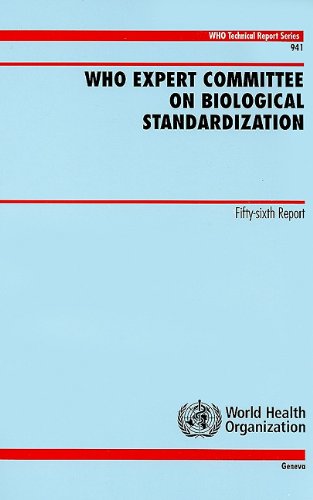 WHO Technical Report Series
941
WHO EXPERT COMMITTEE
ON BIOLOGICAL
STANDARDIZATION
Fifty-sixth Report
World Health
Organization
Geneva